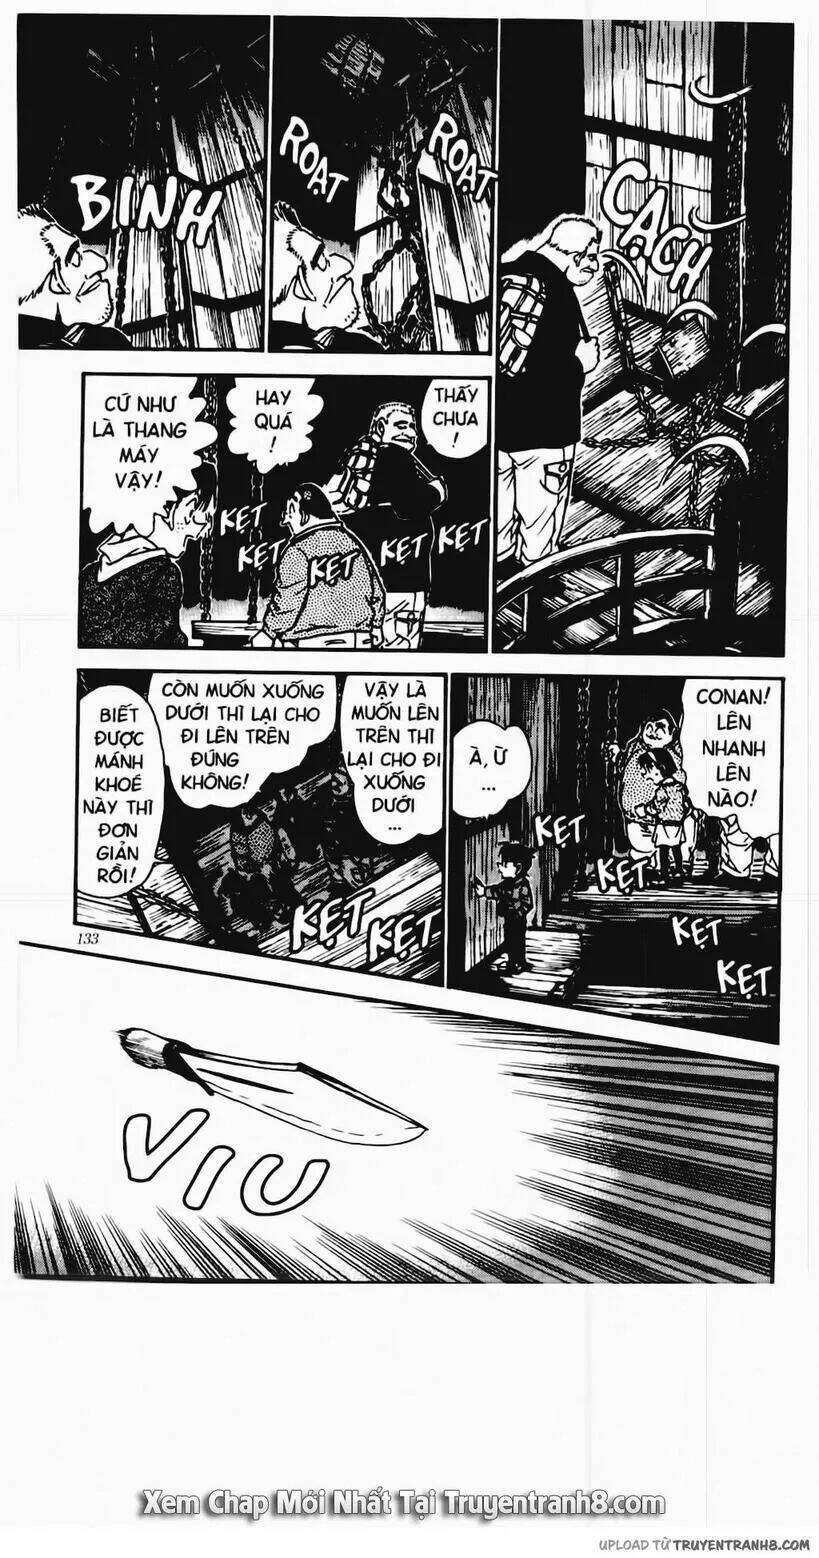 CẠCH
ROẠT
ROẠT
BINH
THẤY
CHƯA
!
HAY
QUÁ
!
CỨ NHƯ
LÀ THANG
MÁY
VẬY!
KẸT
KẸT
KẸT
KẸT
KẸT
CONAN!
LÊN
NHANH
LÊN
NÀO!
À, Ừ
...
KẸT
KẸT
KẸT
KẸT
VẬY LÀ
MUỐN LÊN
TRÊN THÌ
LẠI CHO ĐI
XUỐNG
DƯỚI
...
CÒN MUỐN XUỐNG
DƯỚI THÌ LẠI CHO
ĐI LÊN TRÊN
ĐÚNG
KHÔNG!
BIẾT
ĐƯỢC
MÁNH
KHOÉ
NÀY THÌ
ĐƠN
GIẢN
RỒI!
KẸT
KẸT
133
VIU
Xem Chap Mới Nhất Tại Truyentranh8.com
UPLOAD TỪ TRUYENTRANH8.COM